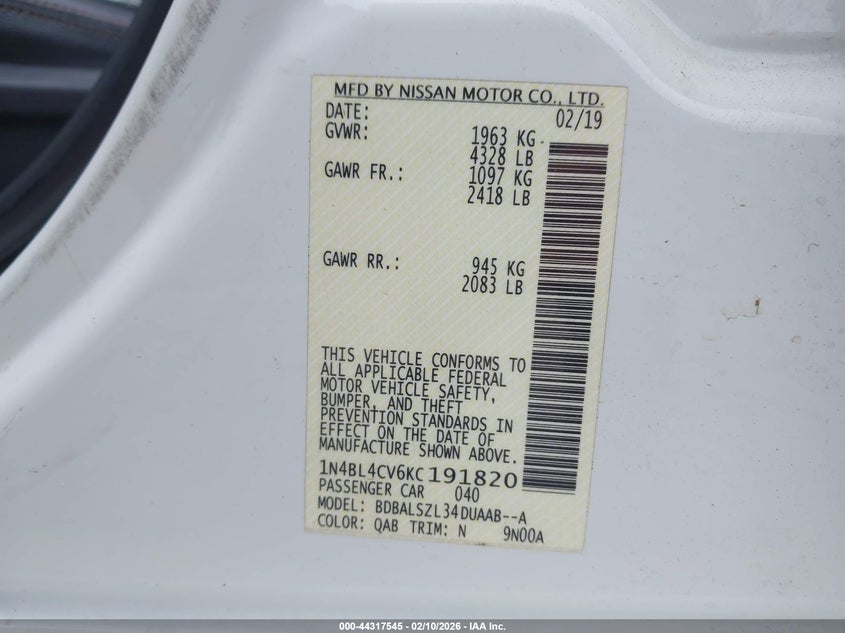 MFD BY NISSAN MOTOR CO., LTD.
DATE: 02/19
GVWR: 1963 KG
4328 LB
GAWR FR.: 1097 KG
2418 LB
GAWR RR.: 945 KG
2083 LB
THIS VEHICLE CONFORMS TO
ALL APPLICABLE FEDERAL
MOTOR VEHICLE SAFETY,
BUMPER, AND THEFT
PREVENTION STANDARDS IN
EFFECT ON THE DATE OF
MANUFACTURE SHOWN ABOVE.
1N4BL4CV6KC191820
PASSENGER CAR 040
MODEL: BDBALSZL34DUAAB--A
COLOR: QAB TRIM: N 9N00A
000-44317545 - 02/10/2026 - IAA Inc.